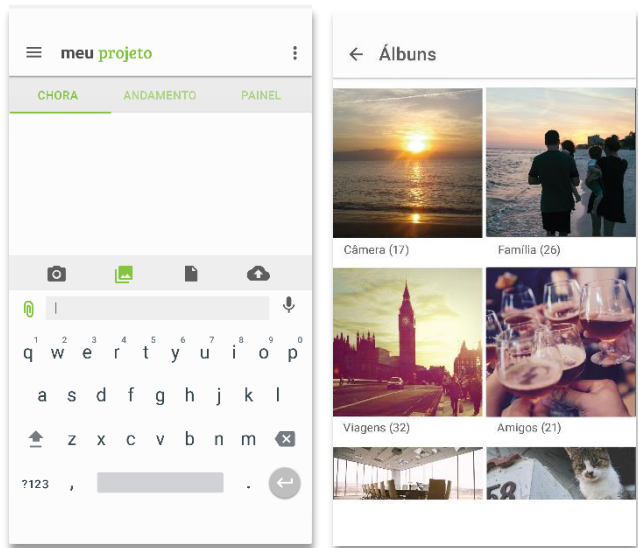 meu projeto
CHORA ANDAMENTO PAINEL
1 2 3 4 5 6 7 8 9 0
q w e r t y u i o p
a s d f g h j k l
z x c v b n m
?123 , .
Álbuns
Câmera (17) Família (26)
Viagens (32) Amigos (21)
58